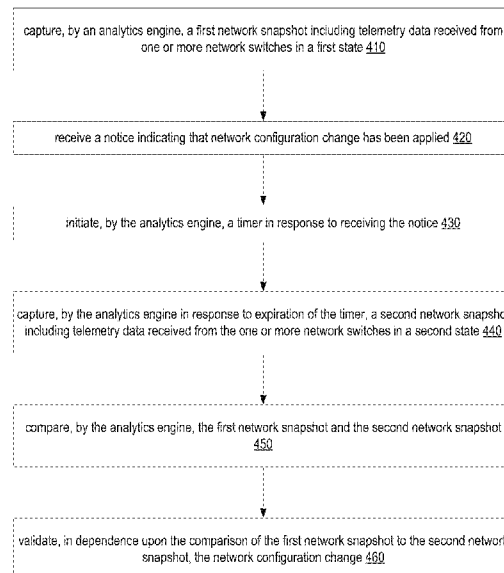 capture, by an analytics engine, a first network snapshot including telemetry data received from
one or more network switches in a first state 410
receive a notice indicating that network configuration change has been applied 420
initiate, by the analytics engine, a timer in response to receiving the notice 430
capture, by the analytics engine in response to expiration of the timer, a second network snapsho
including telemetry data received from the one or more network switches in a second state 440
compare, by the analytics engine, the first network snapshot and the second network snapshot
450
validate, in dependence upon the comparison of the first network snapshot to the second network
snapshot, the network configuration change 460